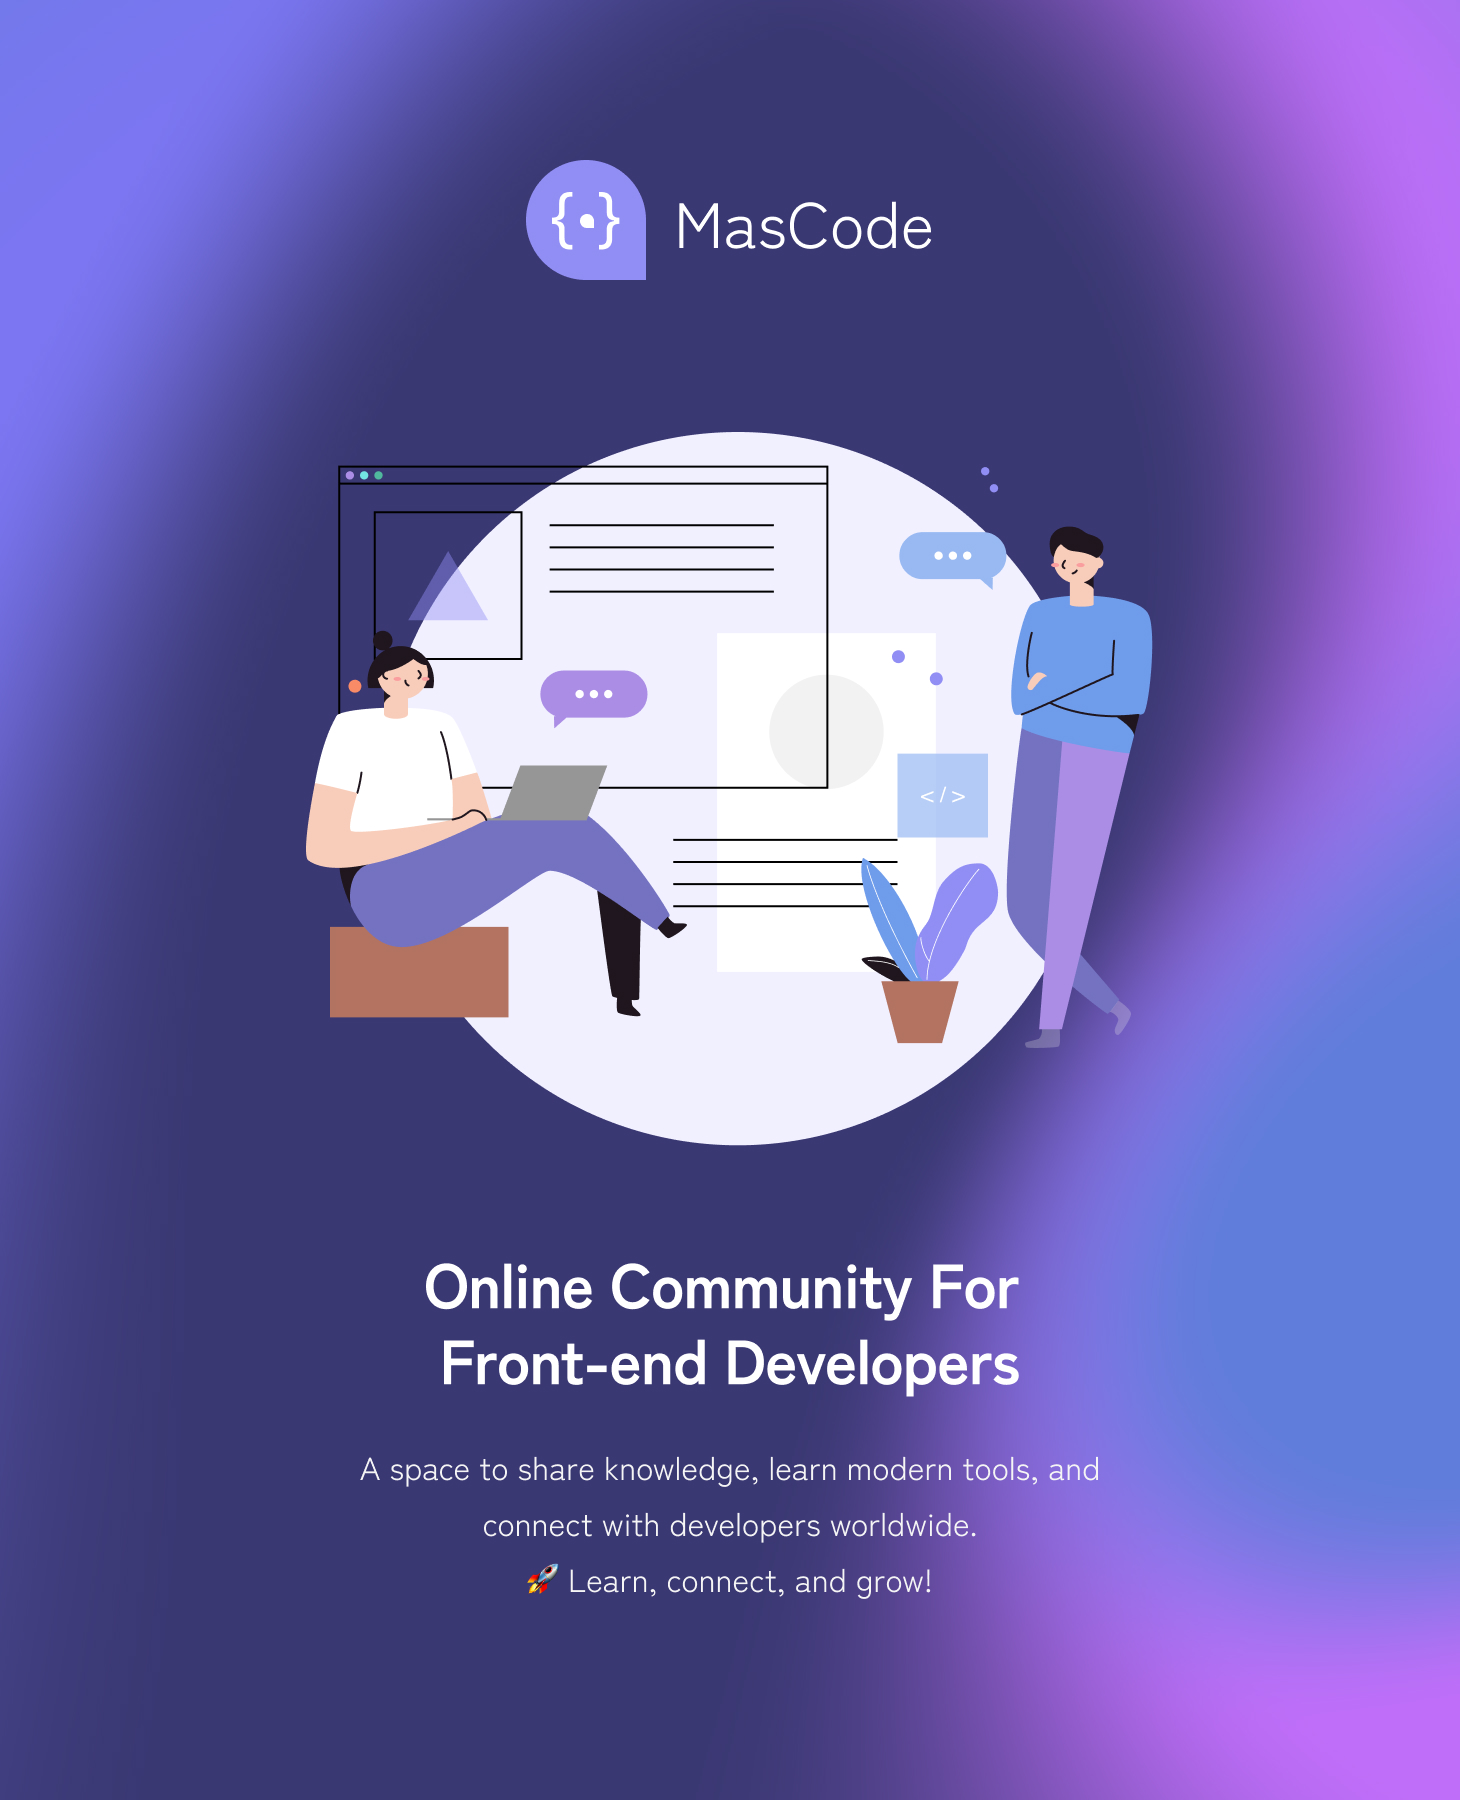 {·}
MasCode
</>
Online Community For
Front-end Developers
A space to share knowledge, learn modern tools, and
connect with developers worldwide.
🚀 Learn, connect, and grow!